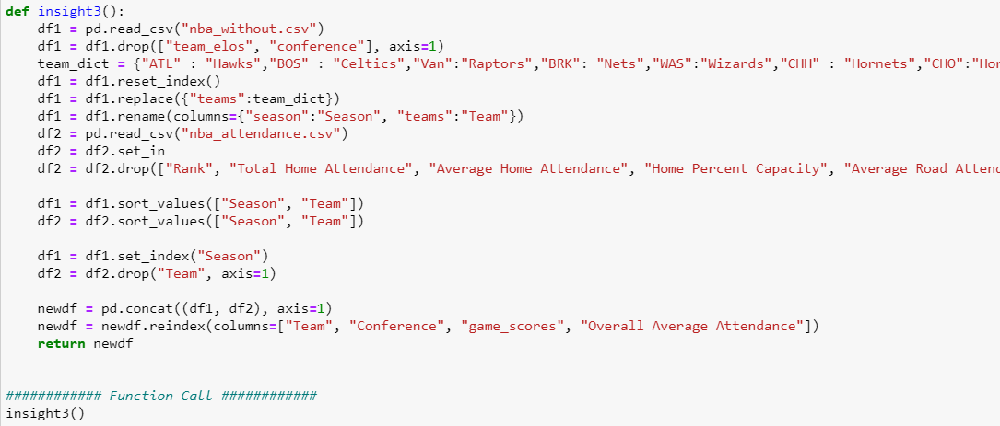 def insight3():
    df1 = pd.read_csv("nba_without.csv")
    df1 = df1.drop(["team_elos", "conference"], axis=1)
    team_dict = {"ATL" : "Hawks","BOS" : "Celtics","Van":"Raptors","BRK": "Nets","WAS":"Wizards","CHH" : "Hornets","CHO":"Hor
    df1 = df1.reset_index()
    df1 = df1.replace({"teams":team_dict})
    df1 = df1.rename(columns={"season":"Season", "teams":"Team"})
    df2 = pd.read_csv("nba_attendance.csv")
    df2 = df2.set_in
    df2 = df2.drop(["Rank", "Total Home Attendance", "Average Home Attendance", "Home Percent Capacity", "Average Road Attend
    df1 = df1.sort_values(["Season", "Team"])
    df2 = df2.sort_values(["Season", "Team"])
    df1 = df1.set_index("Season")
    df2 = df2.drop("Team", axis=1)
    newdf = pd.concat((df1, df2), axis=1)
    newdf = newdf.reindex(columns=["Team", "Conference", "game_scores", "Overall Average Attendance"])
    return newdf
############ Function Call ############
insight3()